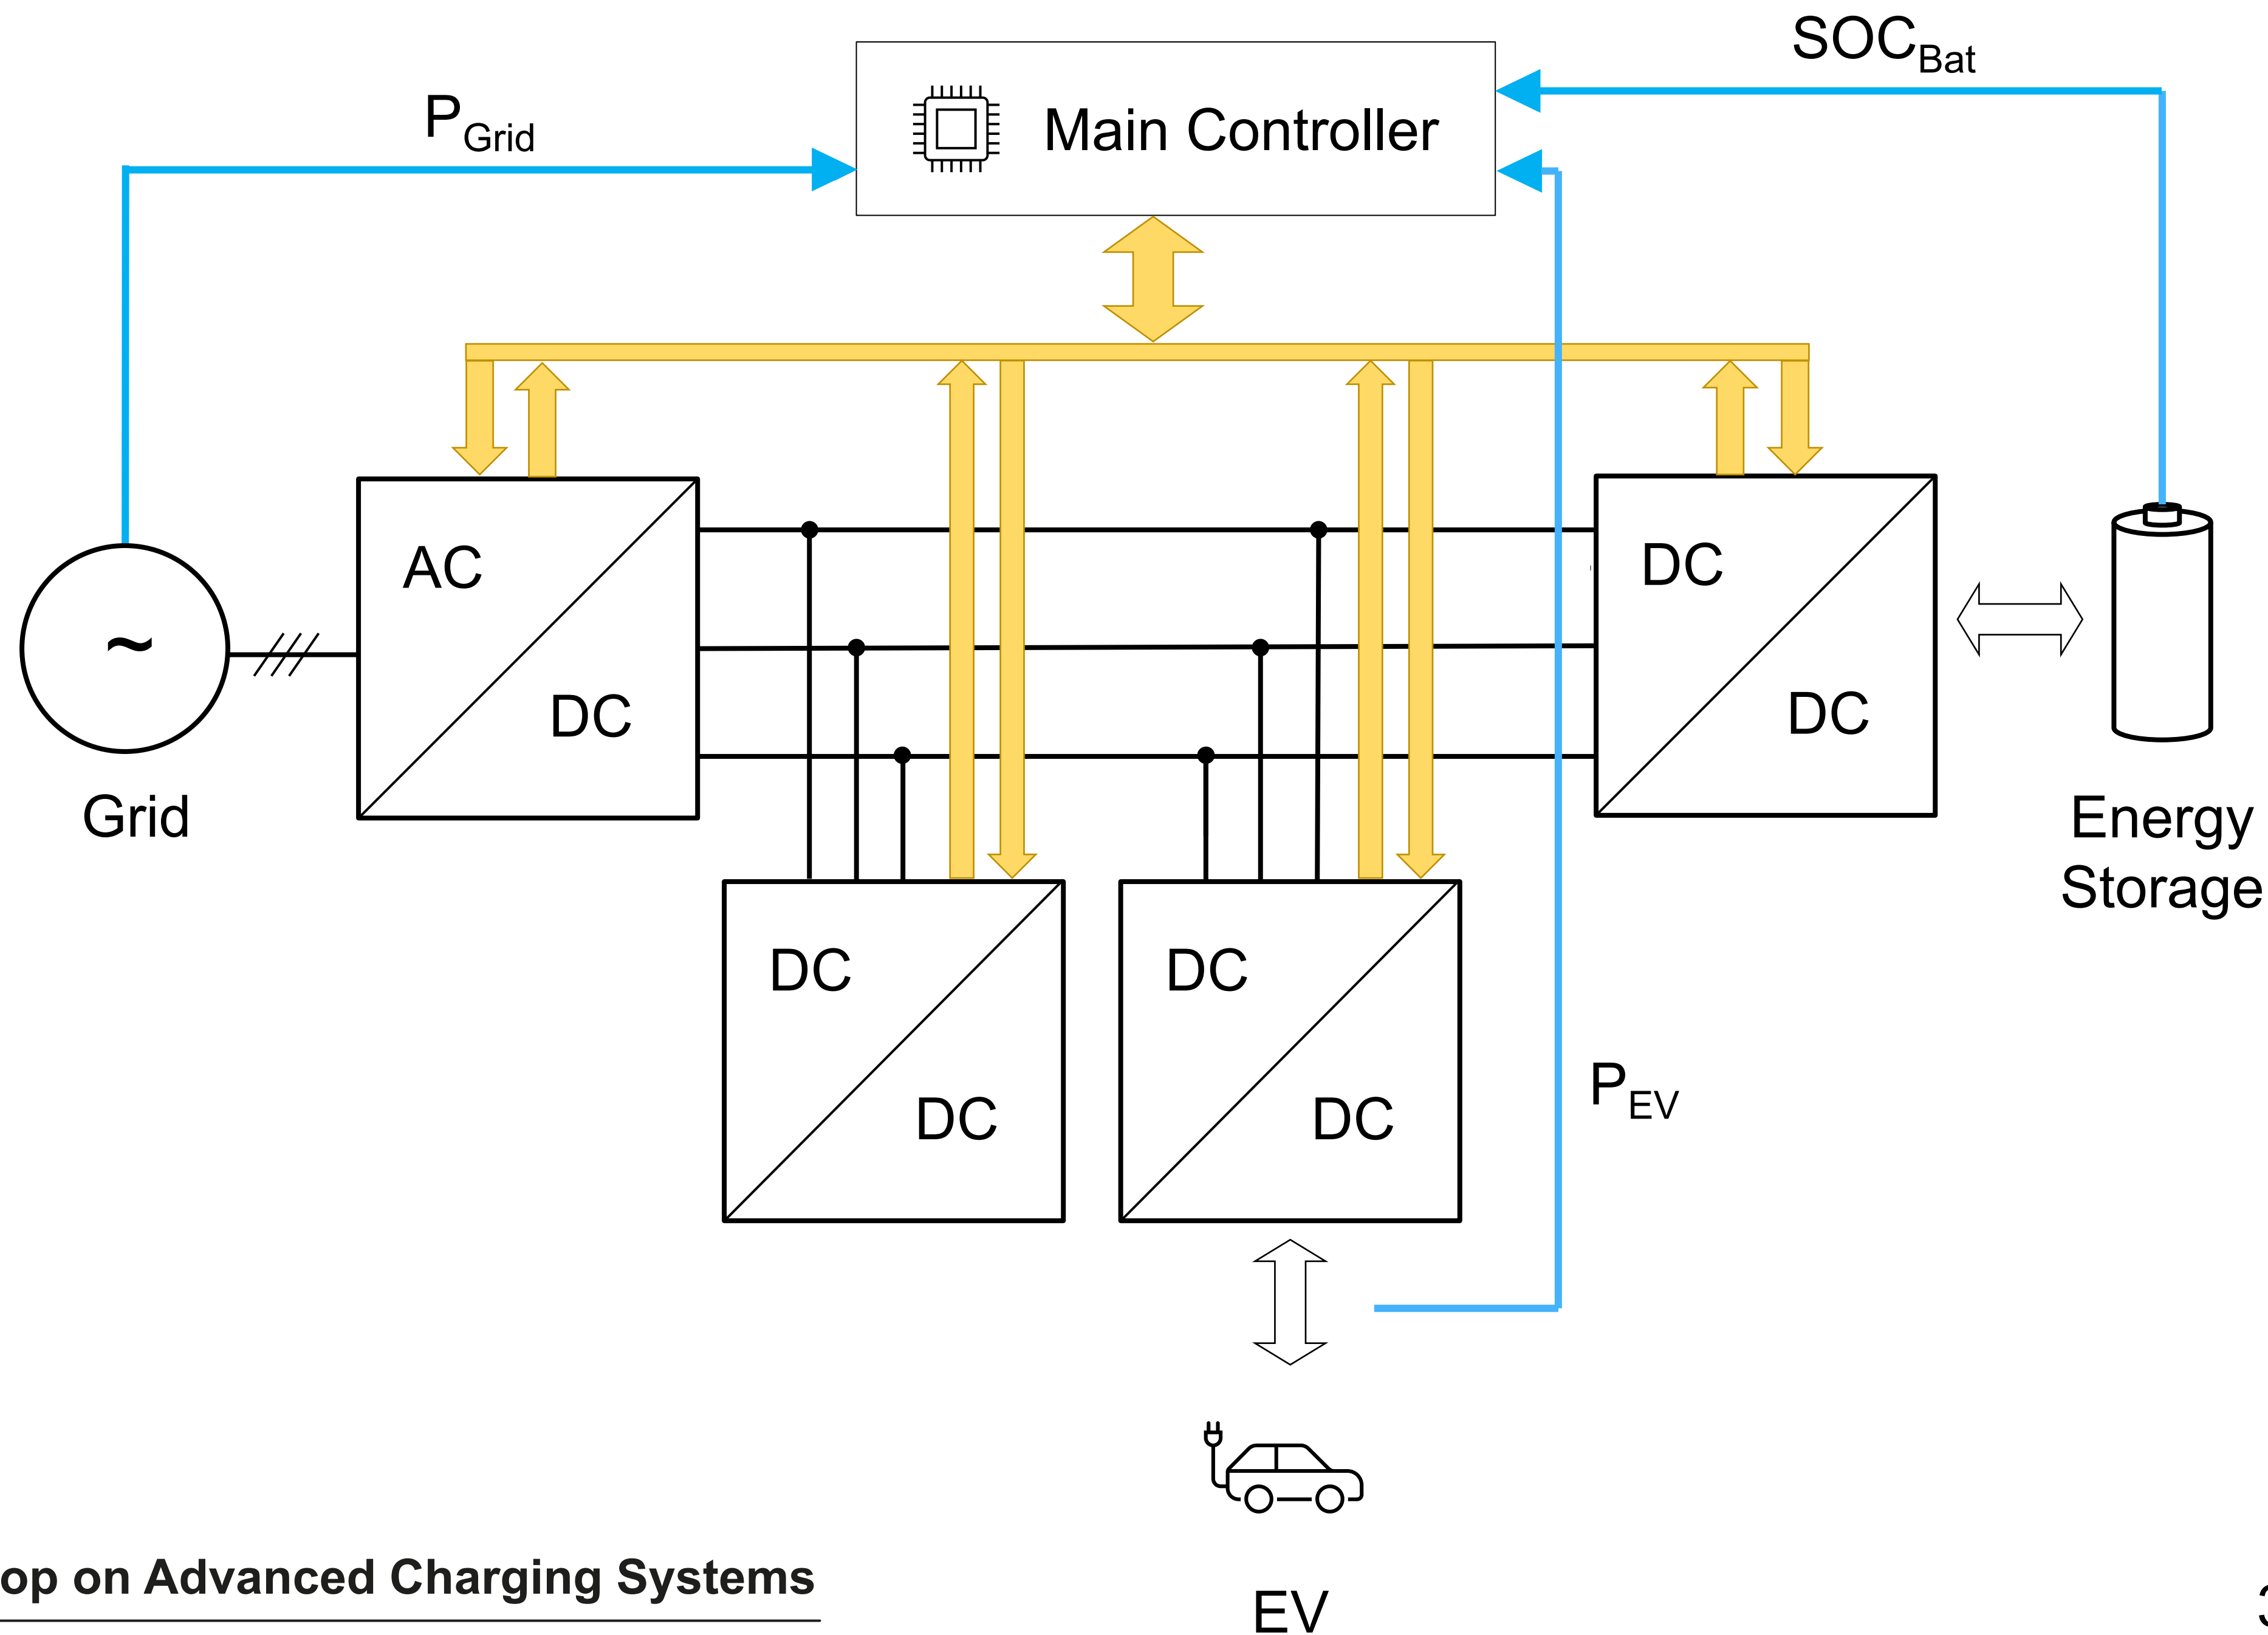 SOCBat
PGrid
Main Controller
AC
DC
DC
DC
Grid
Energy
Storage
DC
DC
DC
DC
PEV
op on Advanced Charging Systems
EV